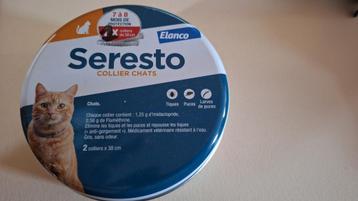 7 à 8
MOIS DE
PROTECTION
Elanco
Seresto
COLLIER CHATS
Chats.
Chaque collier contient : 1,25 g d'imidaclopride,
0,56 g de Fluméthrine.
Elimine les tiques et les puces et repousse les tiques
(« anti-gorgement »). Médicament vétérinaire résistant à l'eau.
Gris, sans odeur.
2 colliers x 38 cm
Tiques
Puces
Larves
de puces